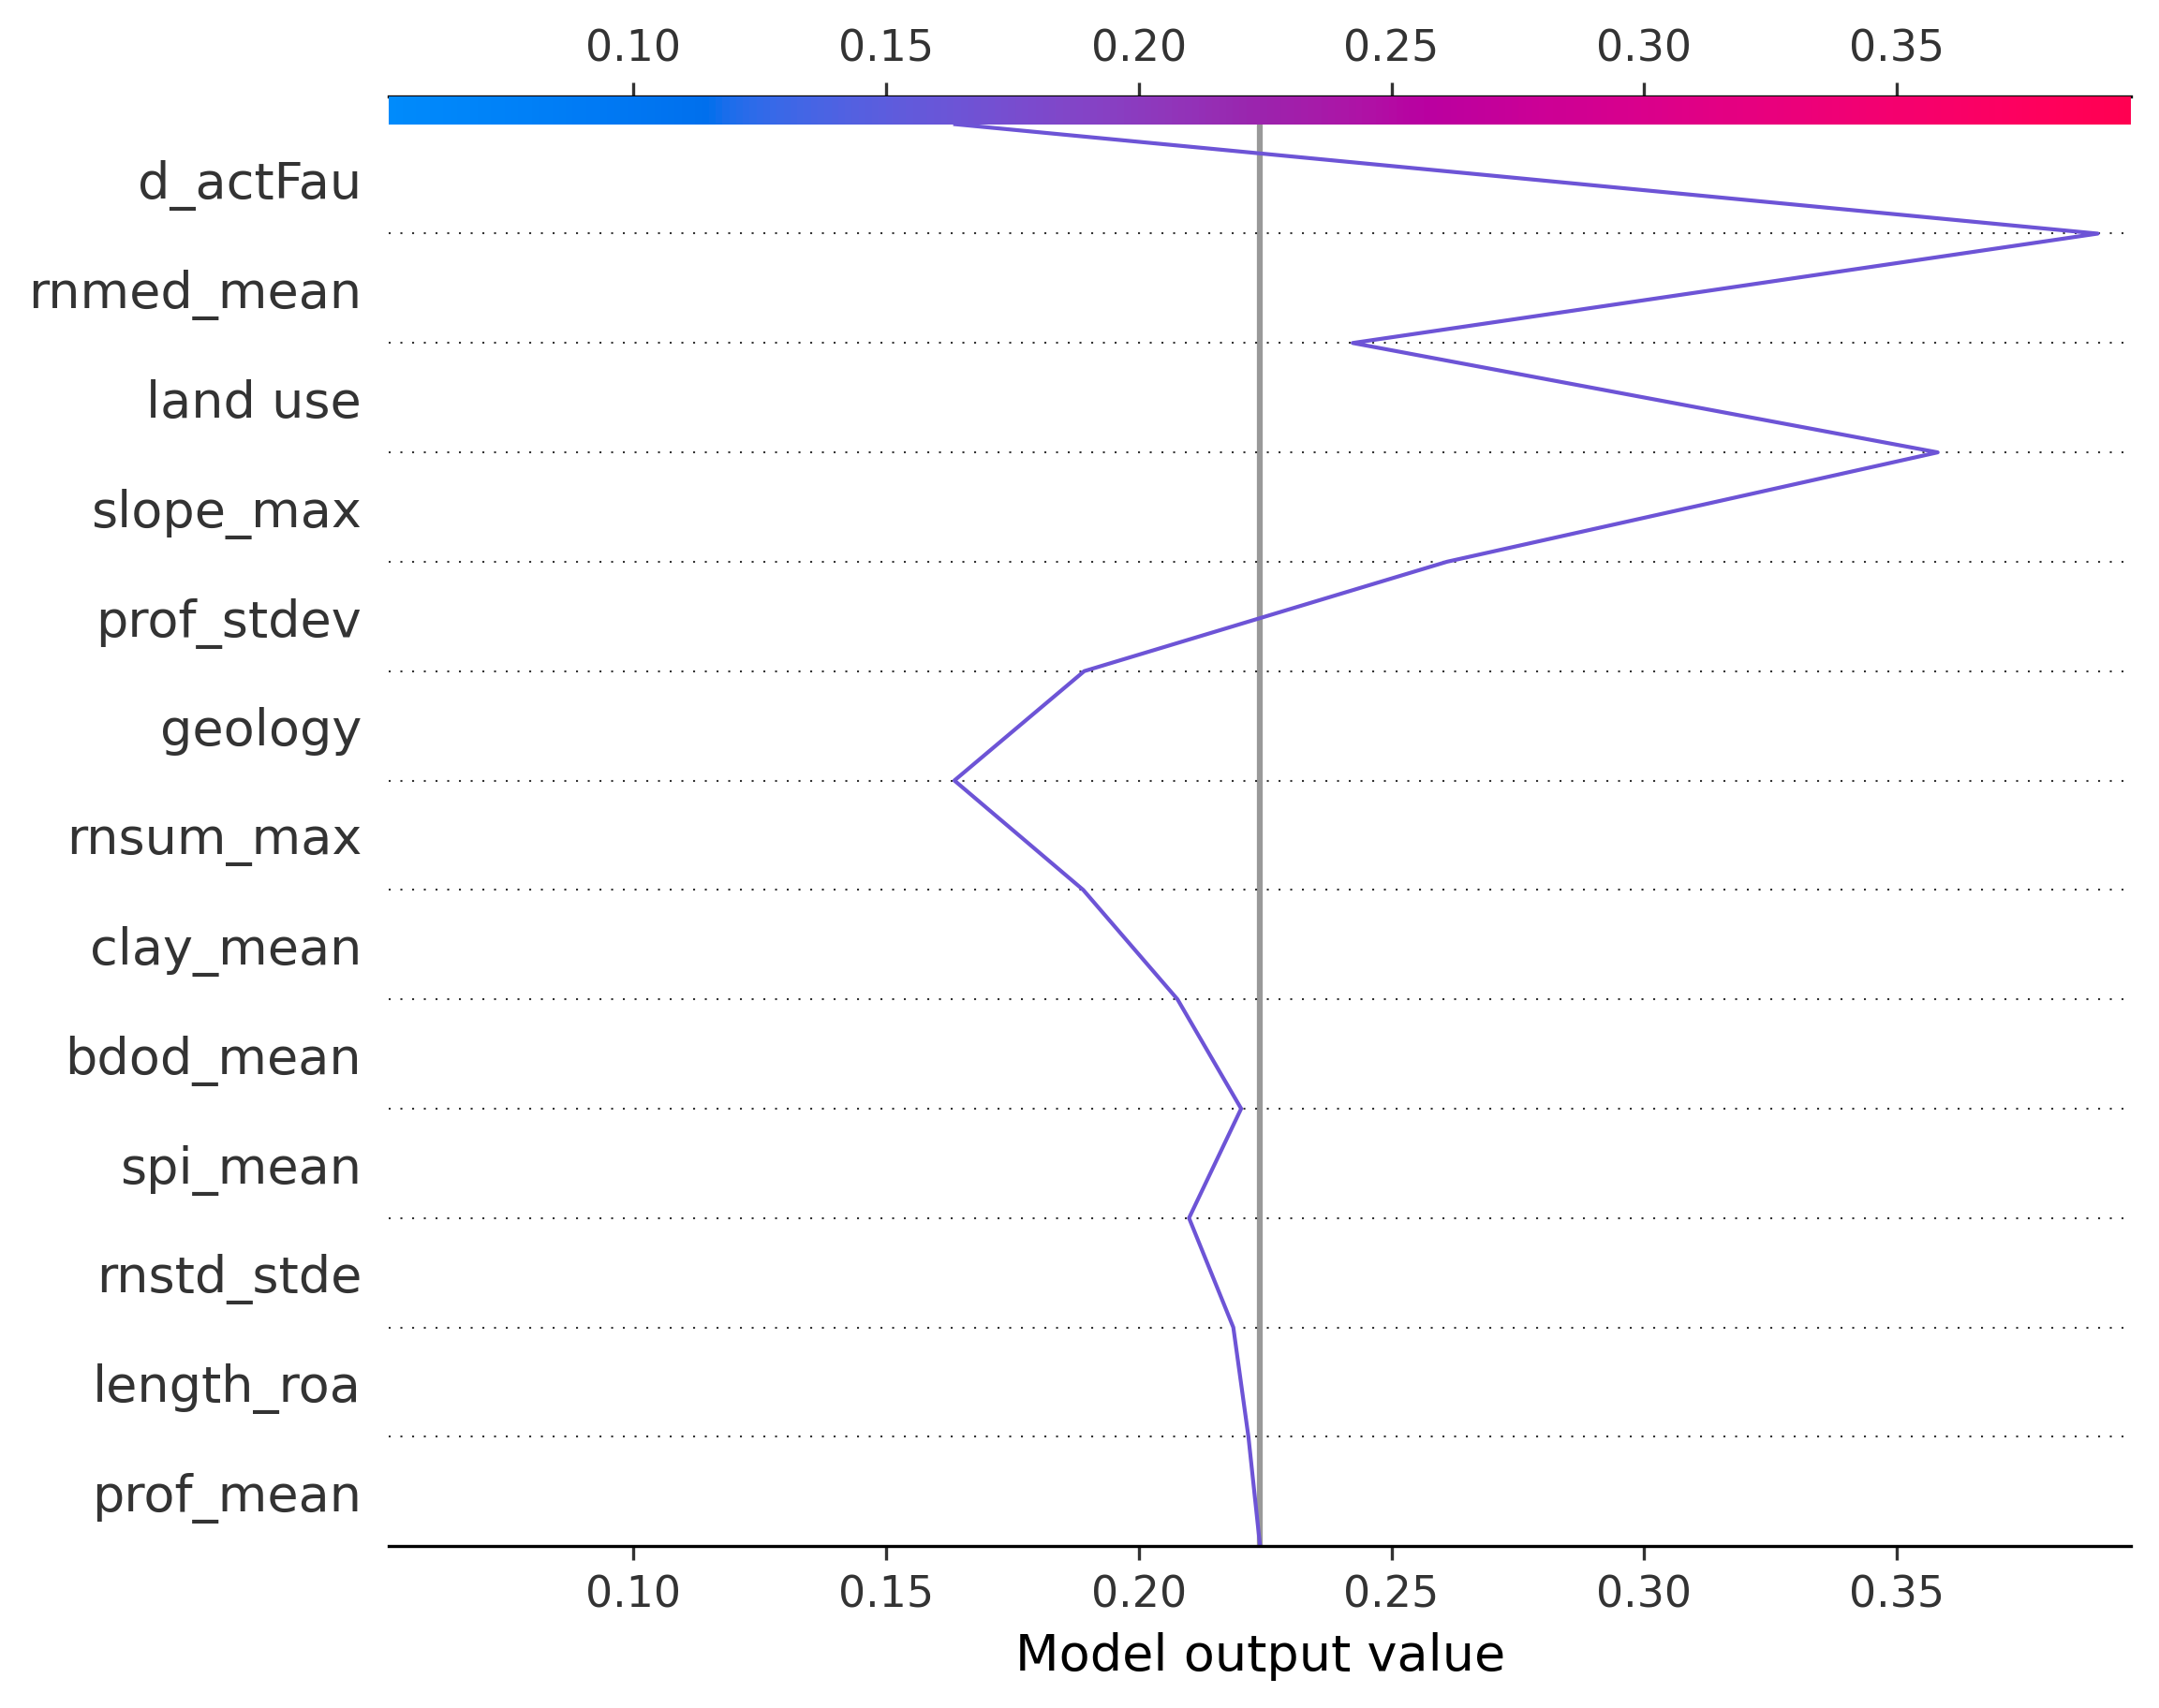 0.10 0.15 0.20 0.25 0.30 0.35
d_actFau
rnmed_mean
land use
slope_max
prof_stdev
geology
rnsum_max
clay_mean
bdod_mean
spi_mean
rnstd_stde
length_roa
prof_mean
0.10 0.15 0.20 0.25 0.30 0.35
Model output value